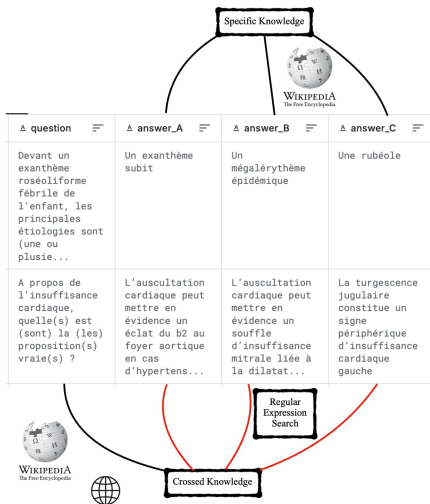 Specific Knowledge
WIKIPEDIA
The Free Encyclopedia
question
answer_A
answer_B
answer_C
Devant un
exanthème
roséoliforme
fébrile de
l'enfant, les
principales
étiologies sont
(une ou
plusie...
Un exanthème
subit
Un
mégalérythème
épidémique
Une rubéole
A propos de
l'insuffisance
cardiaque,
quelle(s) est
(sont) la (les)
proposition(s)
vraie(s) ?
L'auscultation
cardiaque peut
mettre en
évidence un
éclat du b2 au
foyer aortique
en cas
d'hypertens...
L'auscultation
cardiaque peut
mettre en
évidence un
souffle
d'insuffisance
mitrale liée à
la dilatat...
La turgescence
jugulaire
constitue un
signe
périphérique
d'insuffisance
cardiaque
gauche
Regular
Expression
Search
WIKIPEDIA
The Free Encyclopedia
Crossed Knowledge